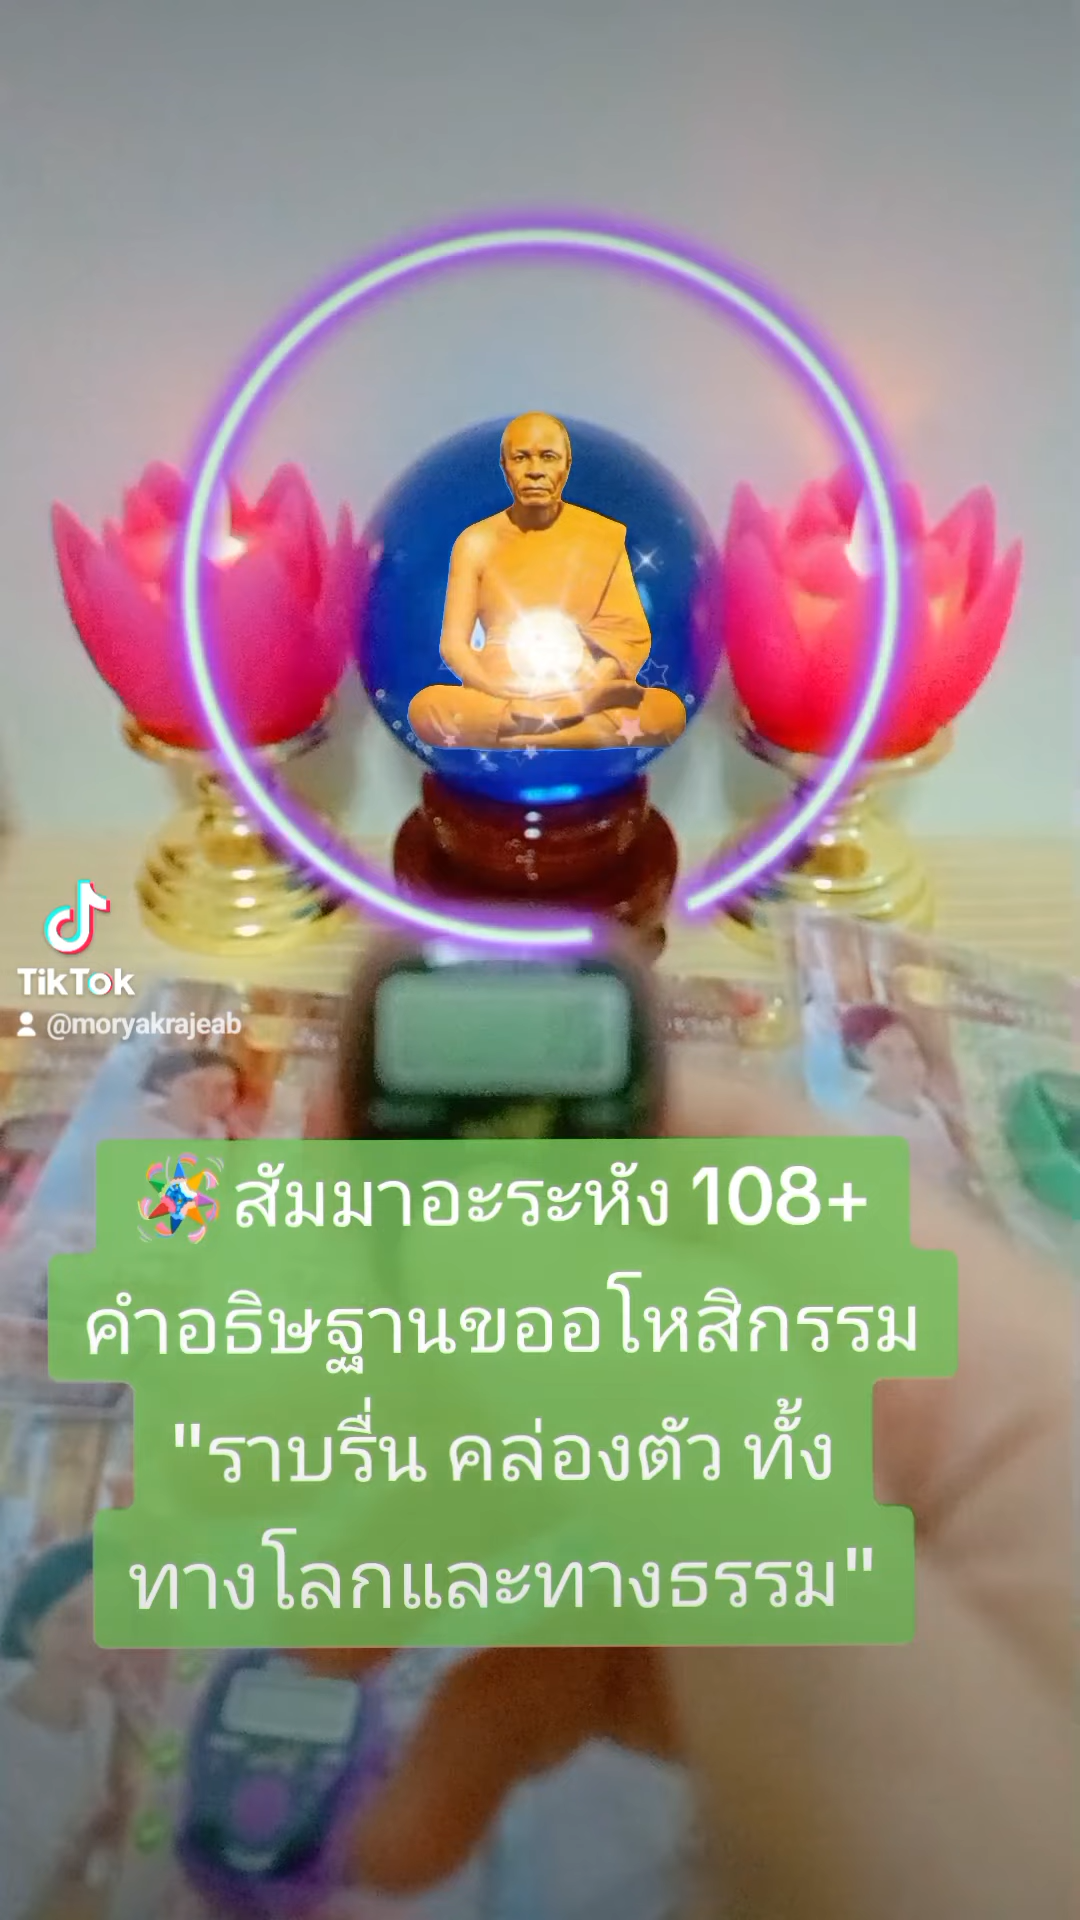 TikTok
@moryakrajeab
สัมมาอะระหัง 108+
คำอธิษฐานขออโหสิกรรม
"ราบรื่น คล่องตัว ทั้ง
ทางโลกและทางธรรม"